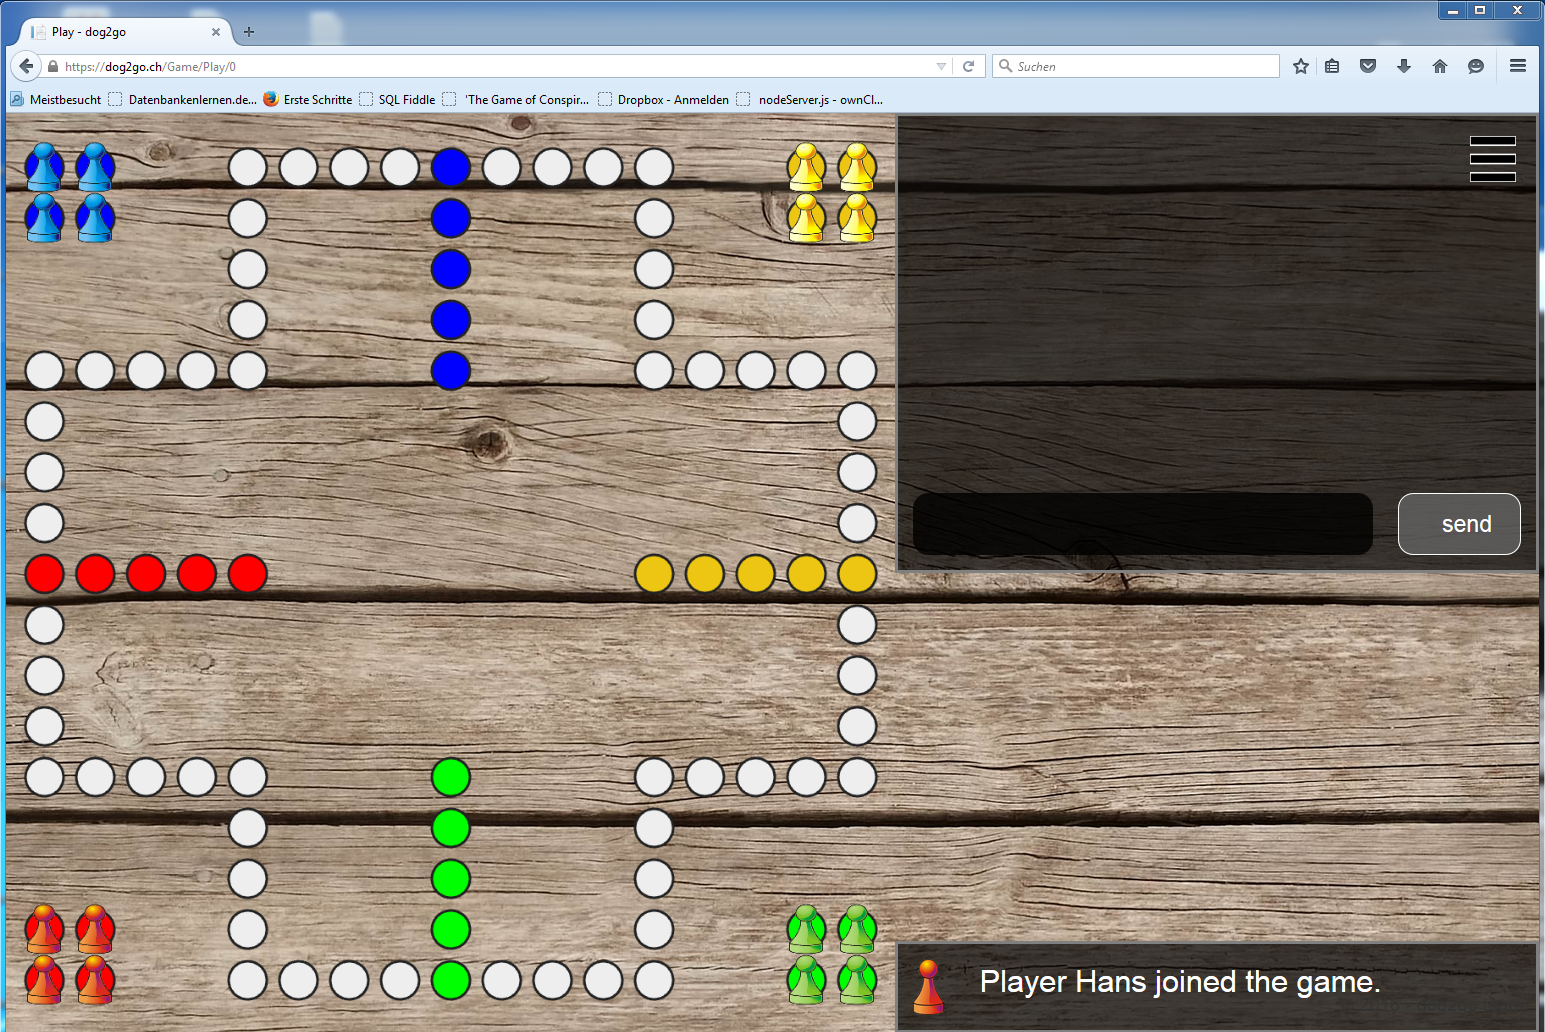 Play - dog2go
https://dog2go.ch/Game/Play/0
Suchen
Meistbesucht
Datenbankenlernen.de...
Erste Schritte
SQL Fiddle
'The Game of Conspir...
Dropbox - Anmelden
nodeServer.js - ownCl...
send
Player Hans joined the game.